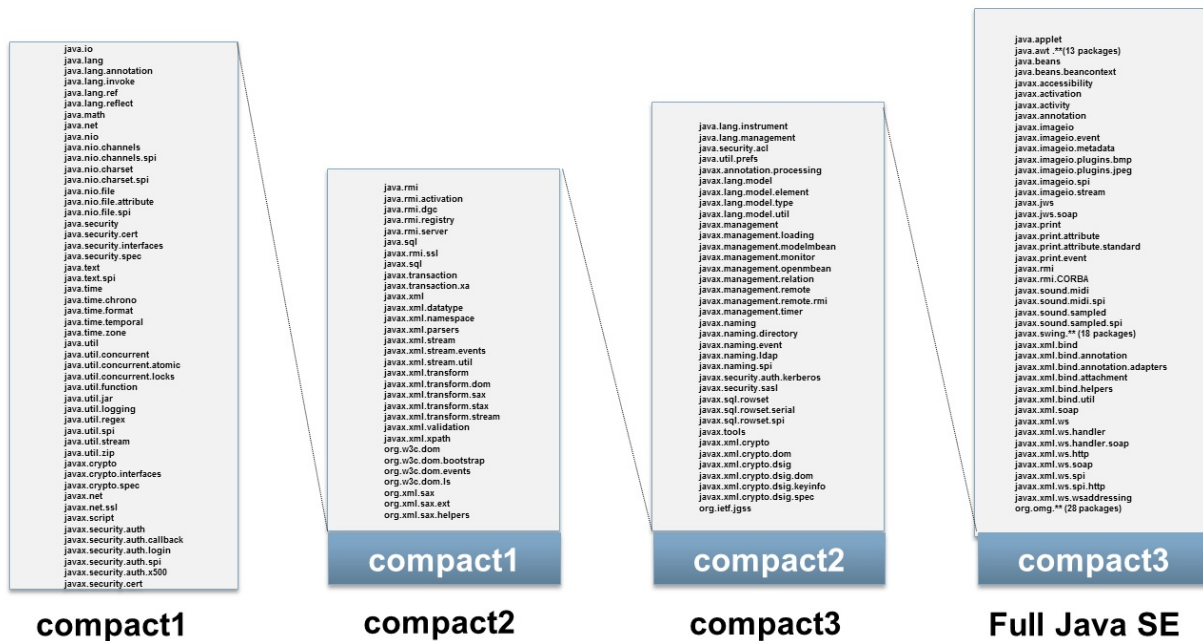 java.io
java.lang
java.lang.annotation
java.lang.invoke
java.lang.ref
java.lang.reflect
java.math
java.net
java.nio
java.nio.channels
java.nio.channels.spi
java.nio.charset
java.nio.charset.spi
java.nio.file
java.nio.file.attribute
java.nio.file.spi
java.security
java.security.cert
java.security.interfaces
java.security.spec
java.text
java.text.spi
java.time
java.time.chrono
java.time.format
java.time.temporal
java.time.zone
java.util
java.util.concurrent
java.util.concurrent.atomic
java.util.concurrent.locks
java.util.function
java.util.jar
java.util.logging
java.util.regex
java.util.spi
java.util.stream
java.util.zip
javax.crypto
javax.crypto.interfaces
javax.crypto.spec
javax.net
javax.net.ssl
javax.script
javax.security.auth
javax.security.auth.callback
javax.security.auth.login
javax.security.auth.spi
javax.security.auth.x500
javax.security.cert
compact1
java.rmi
java.rmi.activation
java.rmi.dgc
java.rmi.registry
java.rmi.server
java.sql
javax.rmi.ssl
javax.sql
javax.transaction
javax.transaction.xa
javax.xml
javax.xml.datatype
javax.xml.namespace
javax.xml.parsers
javax.xml.stream
javax.xml.stream.events
javax.xml.stream.util
javax.xml.transform
javax.xml.transform.dom
javax.xml.transform.sax
javax.xml.transform.stax
javax.xml.transform.stream
javax.xml.validation
javax.xml.xpath
org.w3c.dom
org.w3c.dom.bootstrap
org.w3c.dom.events
org.w3c.dom.ls
org.xml.sax
org.xml.sax.ext
org.xml.sax.helpers
compact1
compact2
java.lang.instrument
java.lang.management
java.security.acl
java.util.prefs
javax.annotation.processing
javax.lang.model
javax.lang.model.element
javax.lang.model.type
javax.lang.model.util
javax.management
javax.management.loading
javax.management.modelmbean
javax.management.monitor
javax.management.openmbean
javax.management.relation
javax.management.remote
javax.management.remote.rmi
javax.management.timer
javax.naming
javax.naming.directory
javax.naming.event
javax.naming.ldap
javax.naming.spi
javax.security.auth.kerberos
javax.security.sasl
javax.sql.rowset
javax.sql.rowset.serial
javax.sql.rowset.spi
javax.tools
javax.xml.crypto
javax.xml.crypto.dom
javax.xml.crypto.dsig
javax.xml.crypto.dsig.dom
javax.xml.crypto.dsig.keyinfo
javax.xml.crypto.dsig.spec
org.ietf.jgss
compact2
compact3
java.applet
java.awt .**(13 packages)
java.beans
java.beans.beancontext
javax.accessibility
javax.activation
javax.activity
javax.annotation
javax.imageio
javax.imageio.event
javax.imageio.metadata
javax.imageio.plugins.bmp
javax.imageio.plugins.jpeg
javax.imageio.spi
javax.imageio.stream
javax.jws
javax.jws.soap
javax.print
javax.print.attribute
javax.print.attribute.standard
javax.print.event
javax.rmi
javax.rmi.CORBA
javax.sound.midi
javax.sound.midi.spi
javax.sound.sampled
javax.sound.sampled.spi
javax.swing.** (18 packages)
javax.xml.bind
javax.xml.bind.annotation
javax.xml.bind.annotation.adapters
javax.xml.bind.attachment
javax.xml.bind.helpers
javax.xml.bind.util
javax.xml.soap
javax.xml.ws
javax.xml.ws.handler
javax.xml.ws.handler.soap
javax.xml.ws.http
javax.xml.ws.soap
javax.xml.ws.spi
javax.xml.ws.spi.http
javax.xml.ws.wsaddressing
org.omg.** (28 packages)
compact3
Full Java SE